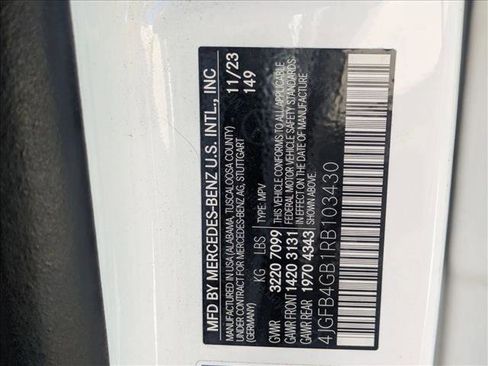 MFD BY MERCEDES-BENZ U.S. INTL., INC
MANUFACTURED IN USA (ALABAMA, TUSCALOOSA COUNTY) 11/23
UNDER CONTRACT FOR MERCEDES-BENZ AG, STUTTGART 149
(GERMANY)
KG LBS TYPE: MPV
GVWR 3220 7099 THIS VEHICLE CONFORMS TO ALL APPLICABLE
GAWR FRONT 1420 3131 FEDERAL MOTOR VEHICLE SAFETY STANDARDS
GAWR REAR 1970 4343 IN EFFECT ON THE DATE OF MANUFACTURE
4JGFB4GB1RB103430